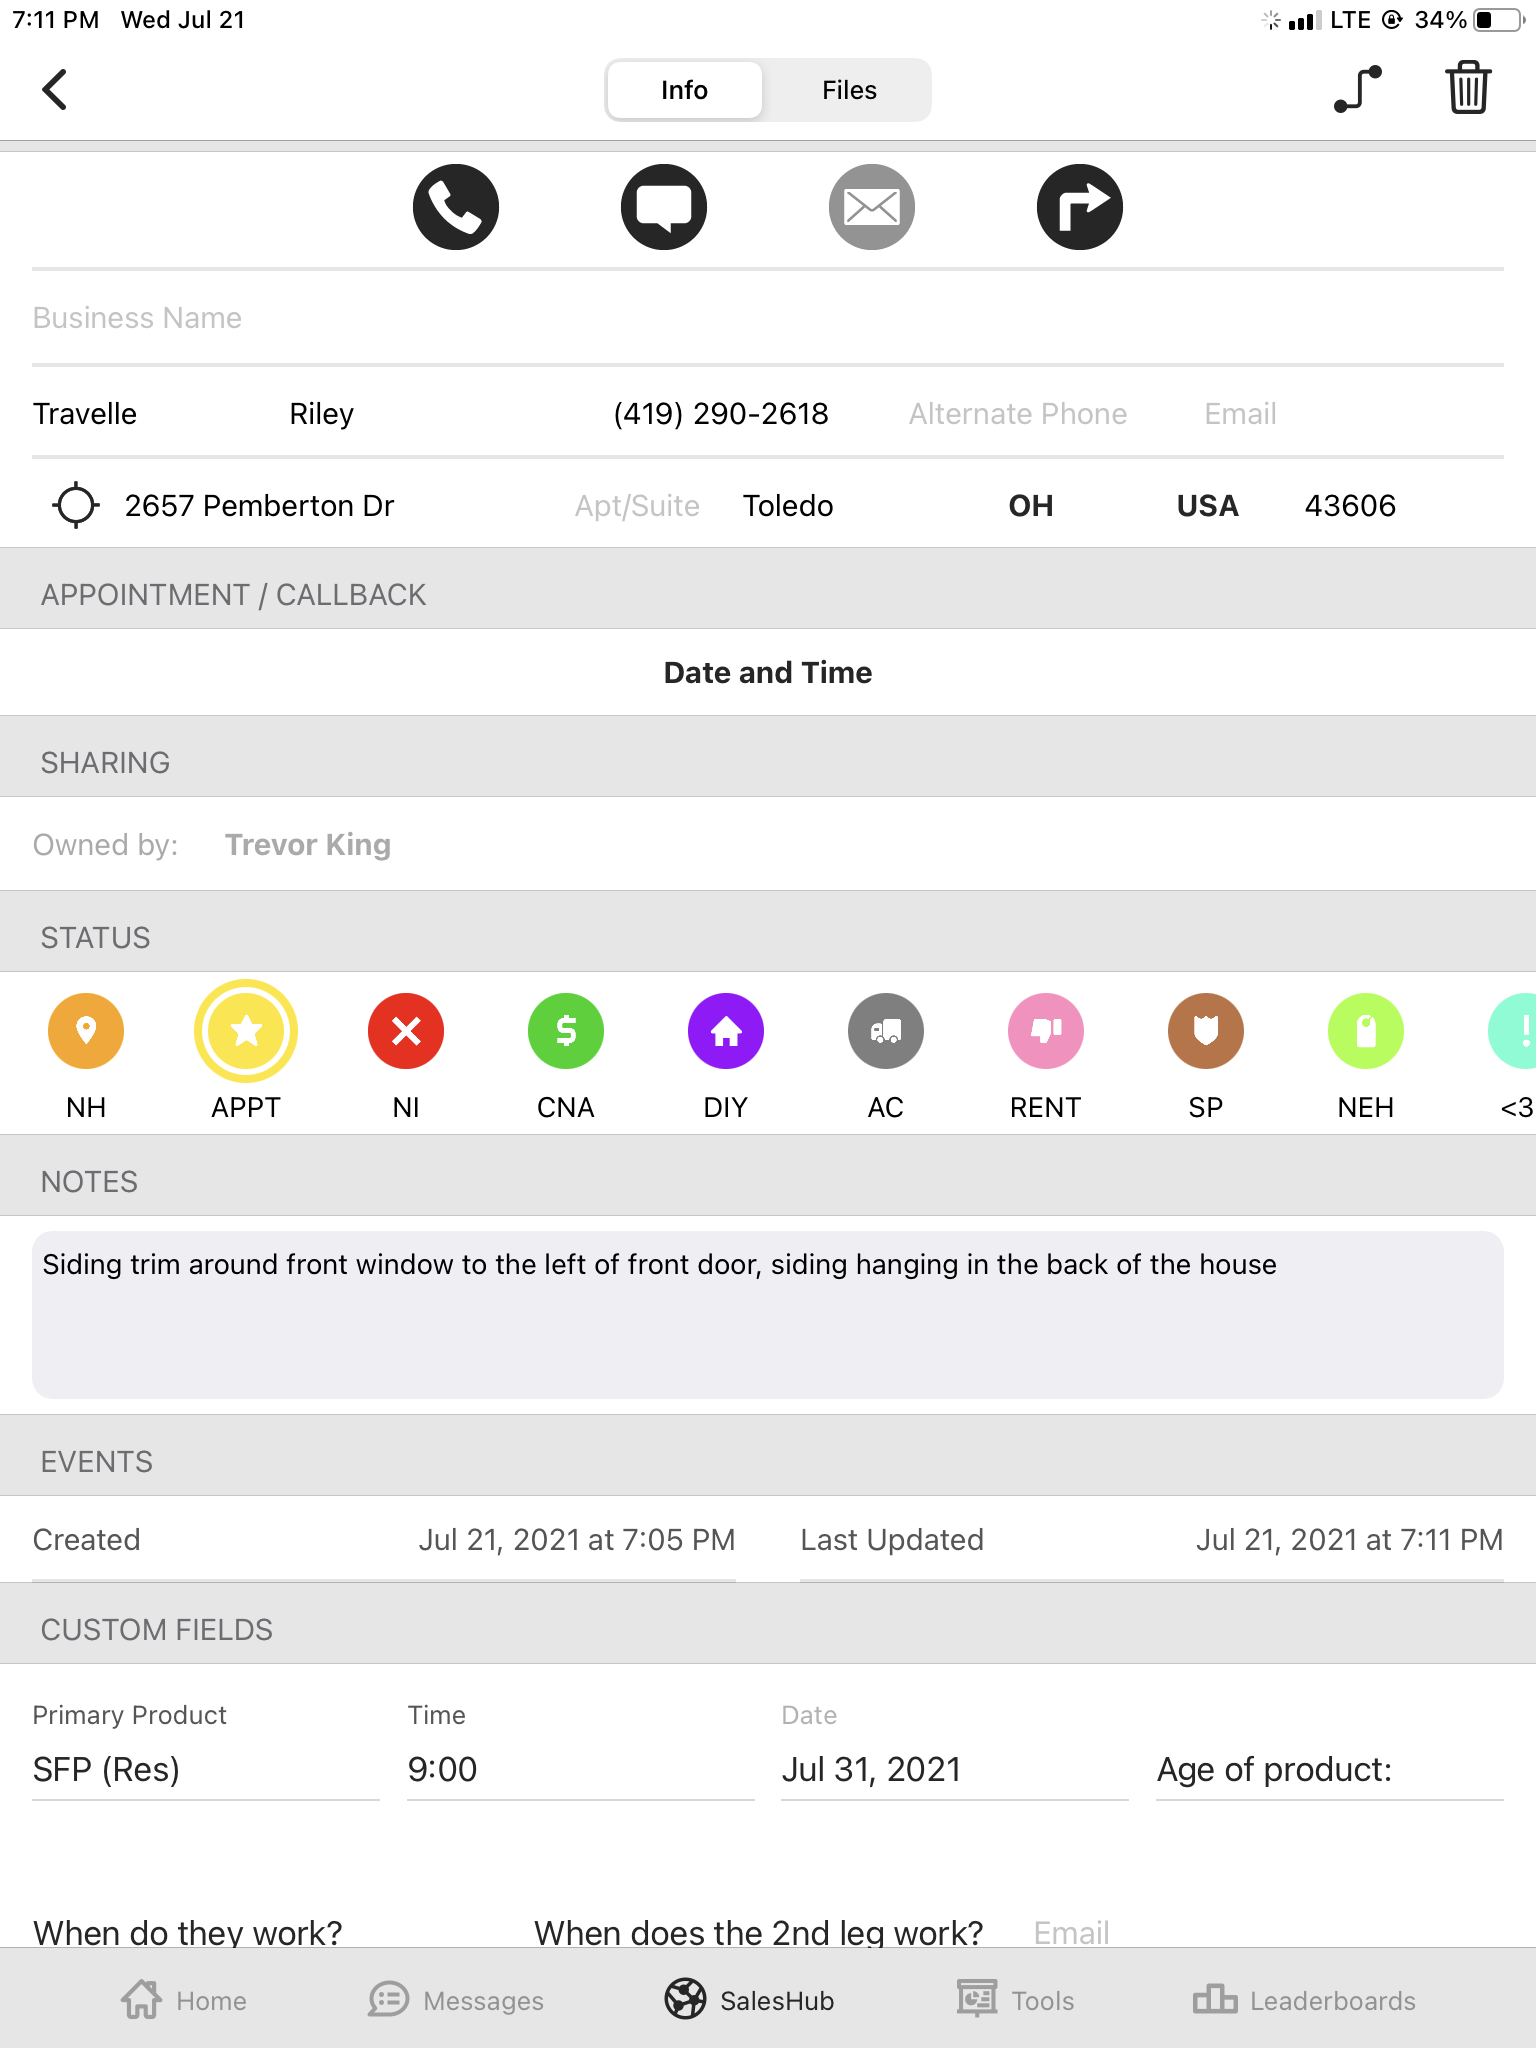 7:11 PM Wed Jul 21 LTE 34%
Info Files
Business Name
Travelle Riley (419) 290-2618 Alternate Phone Email
2657 Pemberton Dr Apt/Suite Toledo OH USA 43606
APPOINTMENT / CALLBACK
Date and Time
SHARING
Owned by: Trevor King
STATUS
NH APPT NI CNA DIY AC RENT SP NEH <3
NOTES
Siding trim around front window to the left of front door, siding hanging in the back of the house
EVENTS
Created Jul 21, 2021 at 7:05 PM Last Updated Jul 21, 2021 at 7:11 PM
CUSTOM FIELDS
Primary Product Time Date
SFP (Res) 9:00 Jul 31, 2021 Age of product:
When do they work? When does the 2nd leg work? Email
Home Messages SalesHub Tools Leaderboards